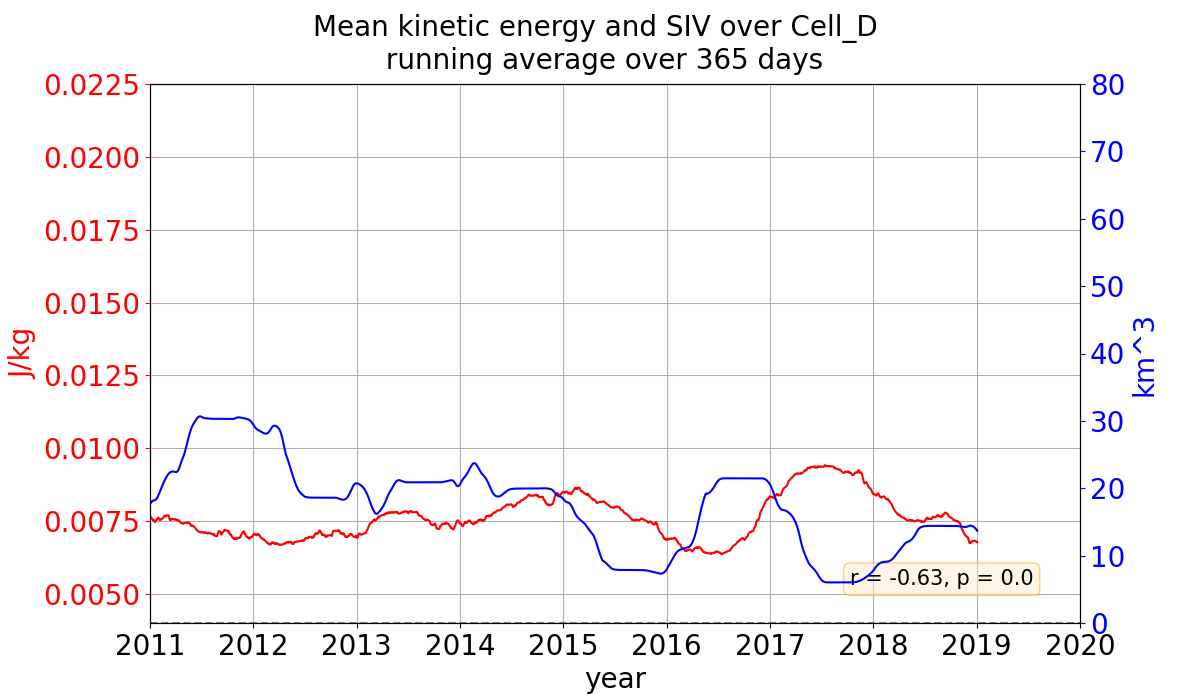 Mean kinetic energy and SIV over Cell_D
running average over 365 days
0.0225
0.0200
0.0175
0.0150
0.0125
0.0100
0.0075
0.0050
J/kg
80
70
60
50
40
30
20
10
0
km^3
r = -0.63, p = 0.0
2011 2012 2013 2014 2015 2016 2017 2018 2019 2020
year